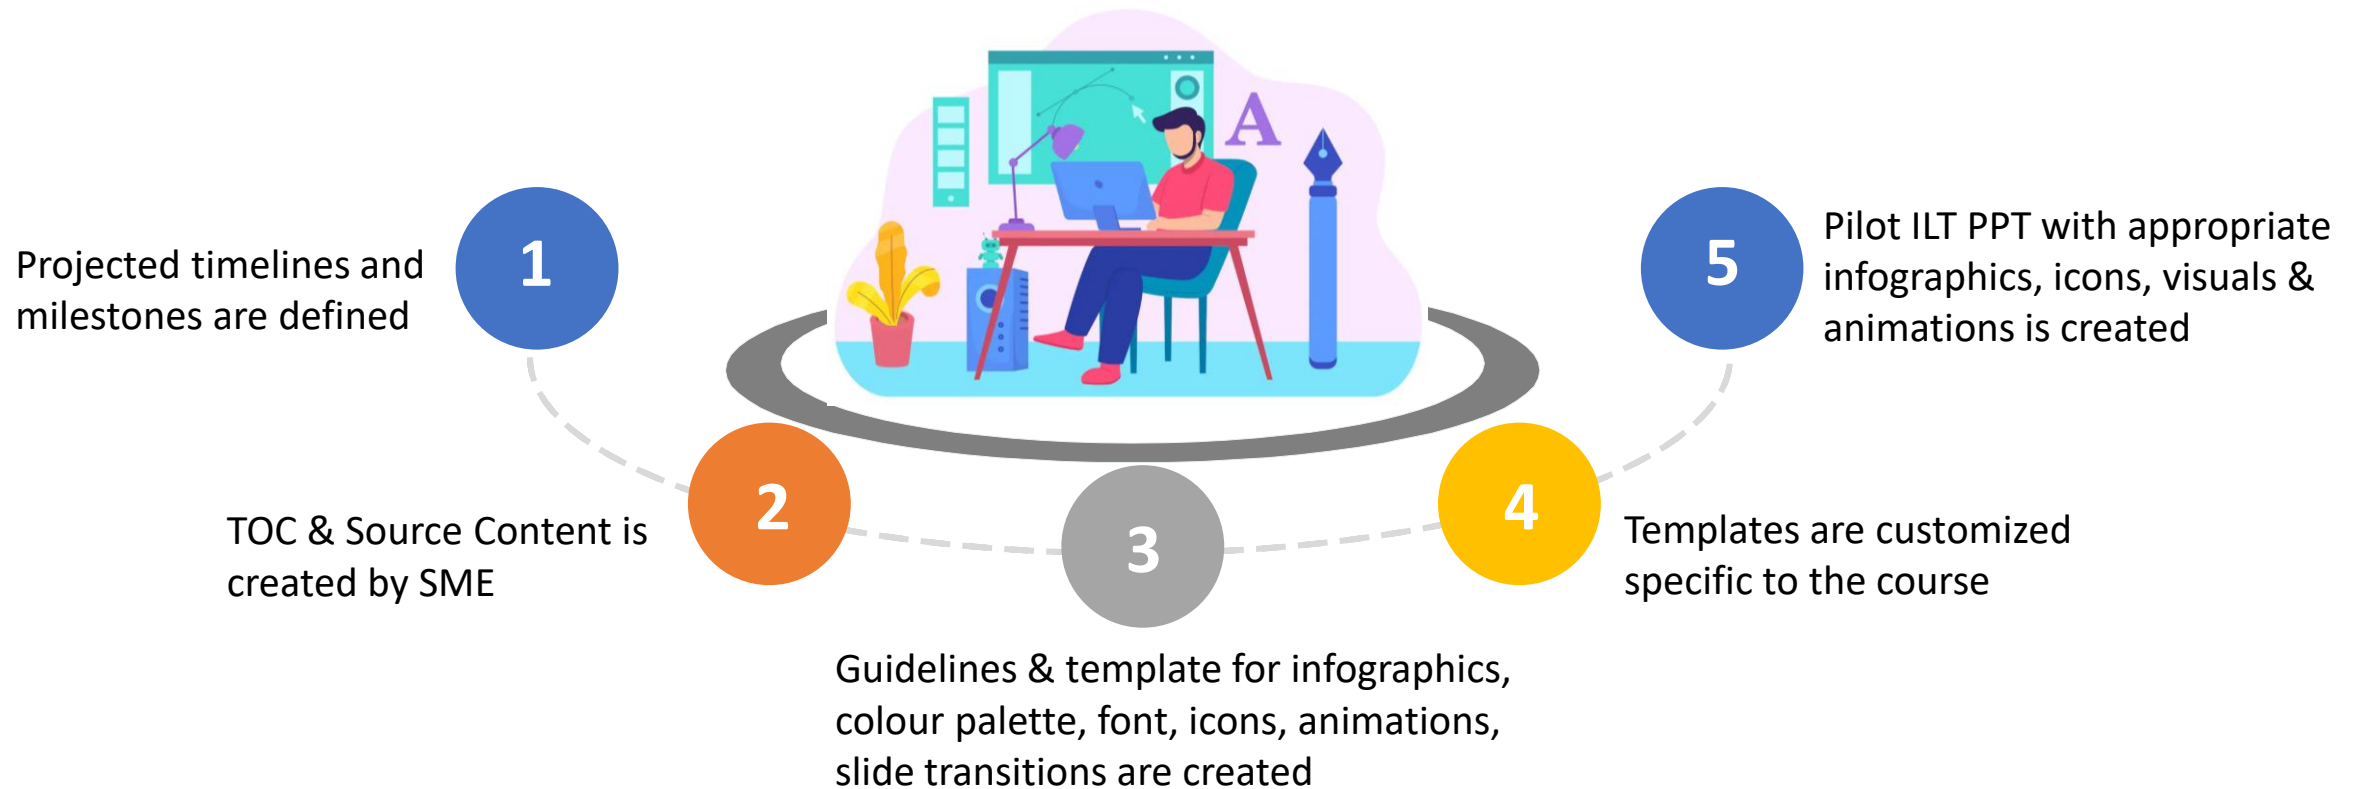 1
Projected timelines and
milestones are defined
2
TOC & Source Content is
created by SME
3
Guidelines & template for infographics,
colour palette, font, icons, animations,
slide transitions are created
4
Templates are customized
specific to the course
5
Pilot ILT PPT with appropriate
infographics, icons, visuals &
animations is created
A